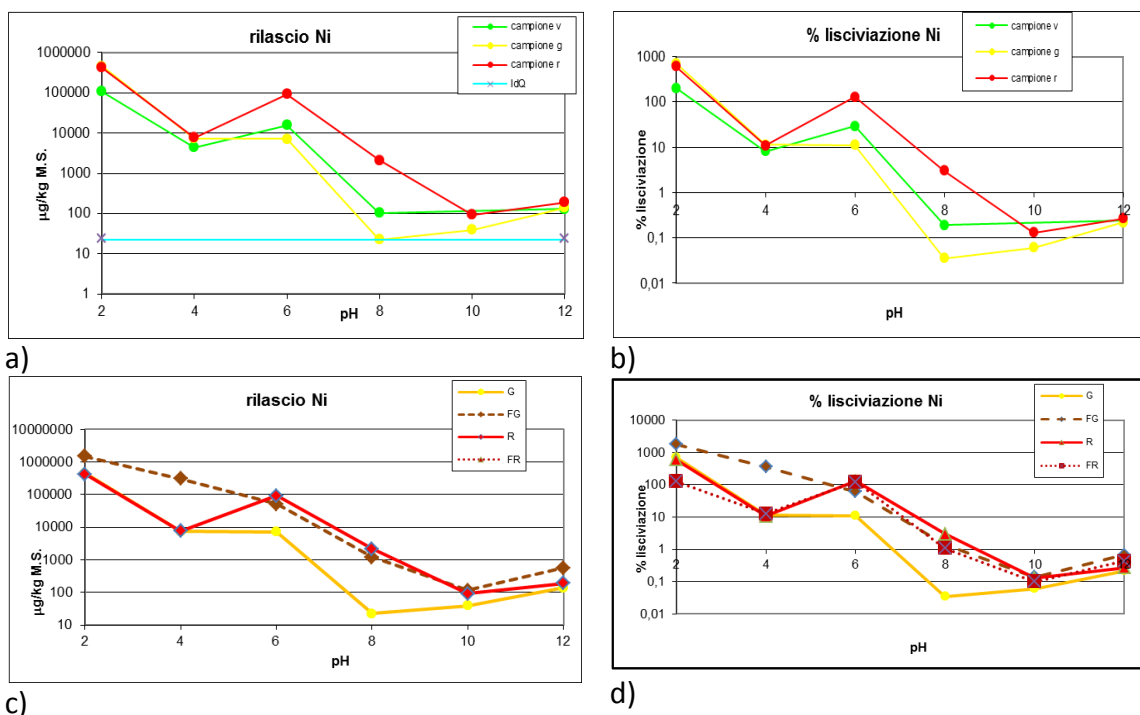 rilascio Ni
campione v
campione g
campione r
ldQ
1000000
100000
10000
1000
100
10
1
µg/kg M.S.
2 4 6 8 10 12
pH
a)
% lisciviazione Ni
campione v
campione g
campione r
1000
100
10
1
0,1
0,01
% lisciviazione
2 4 6 8 10 12
pH
b)
rilascio Ni
G
FG
R
FR
10000000
1000000
100000
10000
1000
100
10
µg/kg M.S.
2 4 6 8 10 12
pH
c)
% lisciviazione Ni
G
FG
R
FR
10000
1000
100
10
1
0,1
0,01
% lisciviazione
2 4 6 8 10 12
pH
d)